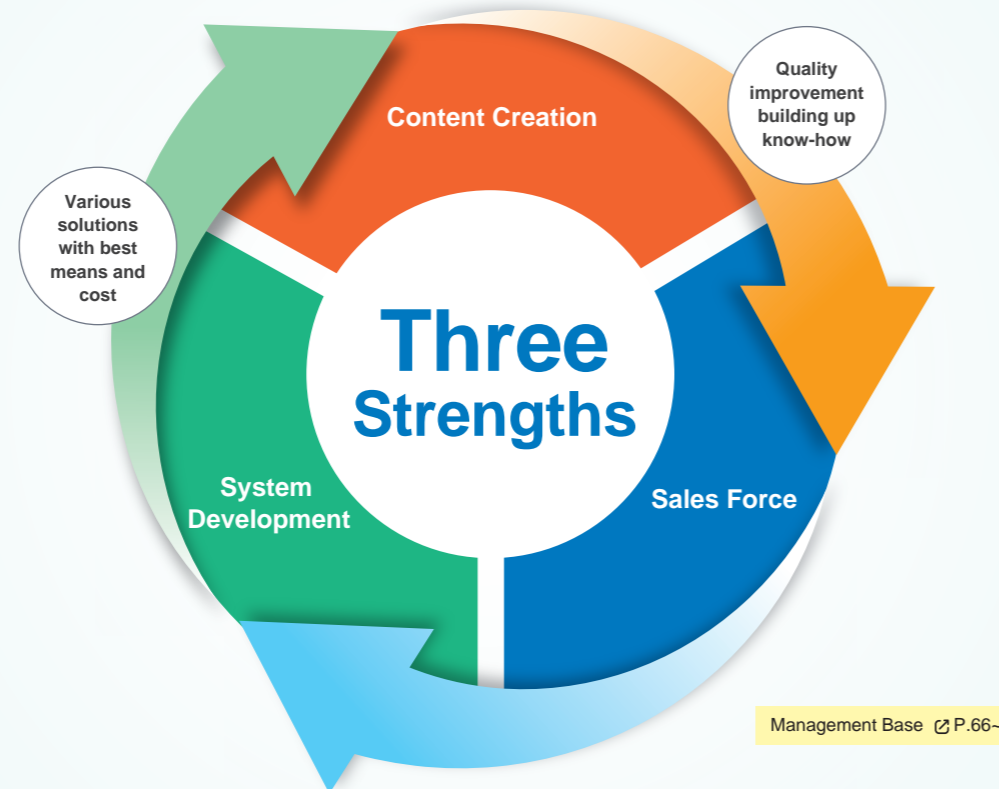 Content Creation
Quality
improvement
building up
know-how
Various
solutions
with best
means and
cost
Three
Strengths
System
Development
Sales Force
Management Base P.66~